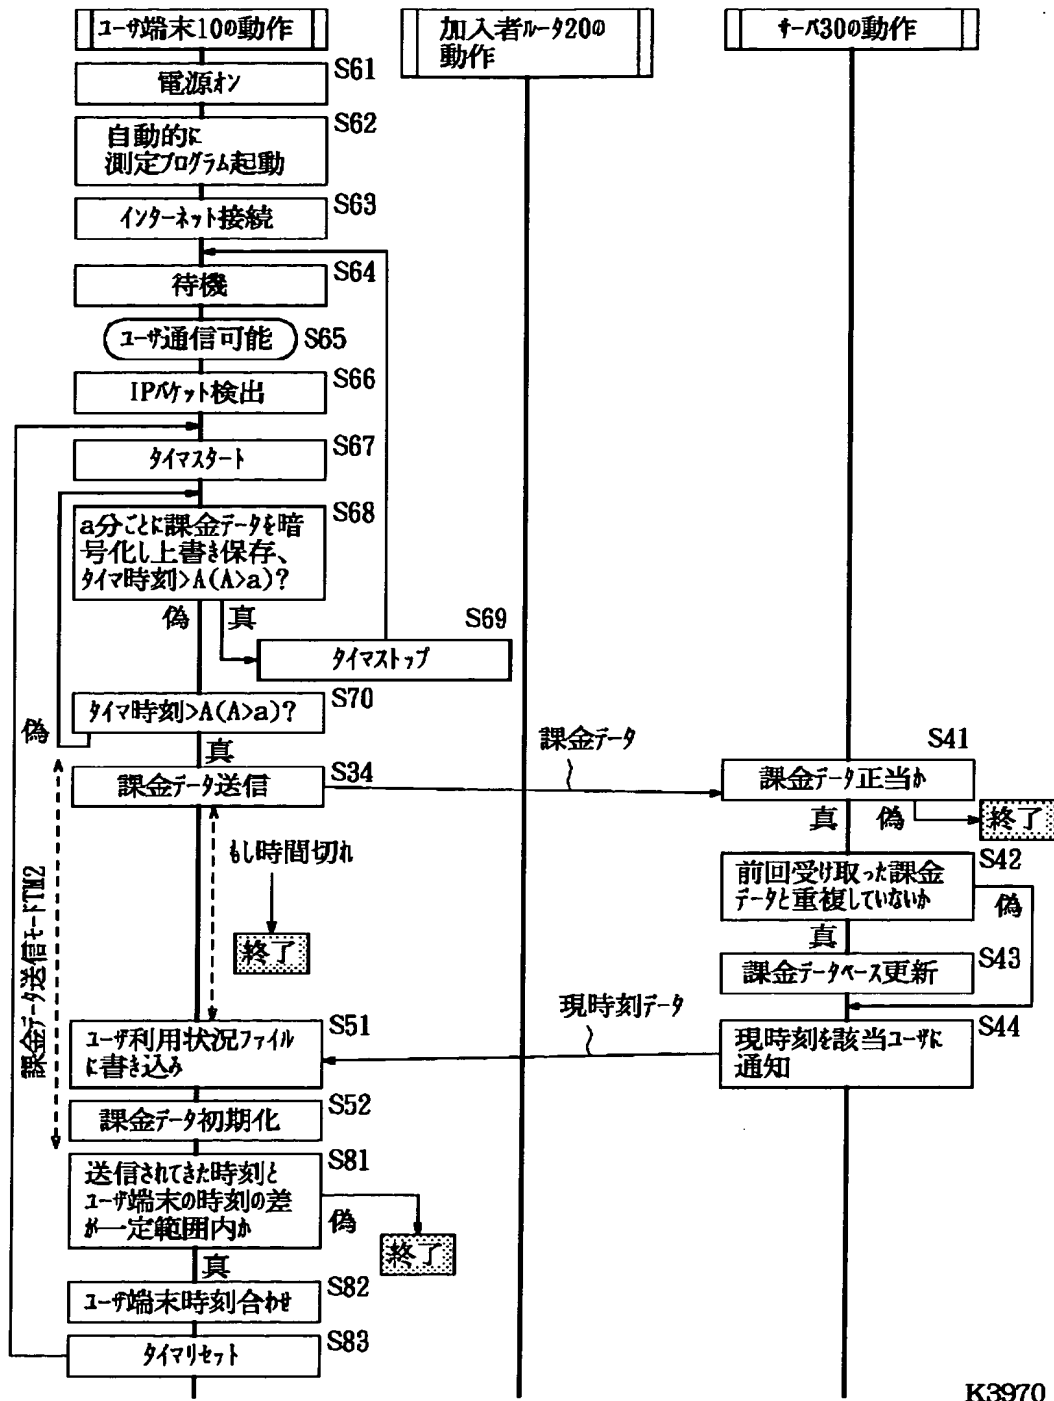 ユーザ端末10の動作
加入者ルータ20の
動作
サーバ30の動作
S61
電源オン
S62
自動的に
測定プログラム起動
S63
インターネット接続
S64
待機
ユーザ通信可能
S65
S66
IPパケット検出
S67
タイマスタート
S68
a分ごとに課金データを暗
号化し上書き保存、
タイマ時刻>A(A>a)?
偽
真
S69
タイマストップ
S70
タイマ時刻>A(A>a)?
偽
真
S34
課金データ送信
課金データ
S41
課金データ正当か
真
偽
終了
もし時間切れ
終了
課金データ送信モードTM2
S42
前回受け取った課金
データと重複していないか
偽
真
S43
課金データベース更新
現時刻データ
S44
現時刻を該当ユーザに
通知
S51
ユーザ利用状況ファイル
に書き込み
S52
課金データ初期化
S81
送信されてきた時刻と
ユーザ端末の時刻の差
が一定範囲内か
偽
終了
真
S82
ユーザ端末時刻合わせ
S83
タイマリセット
K3970